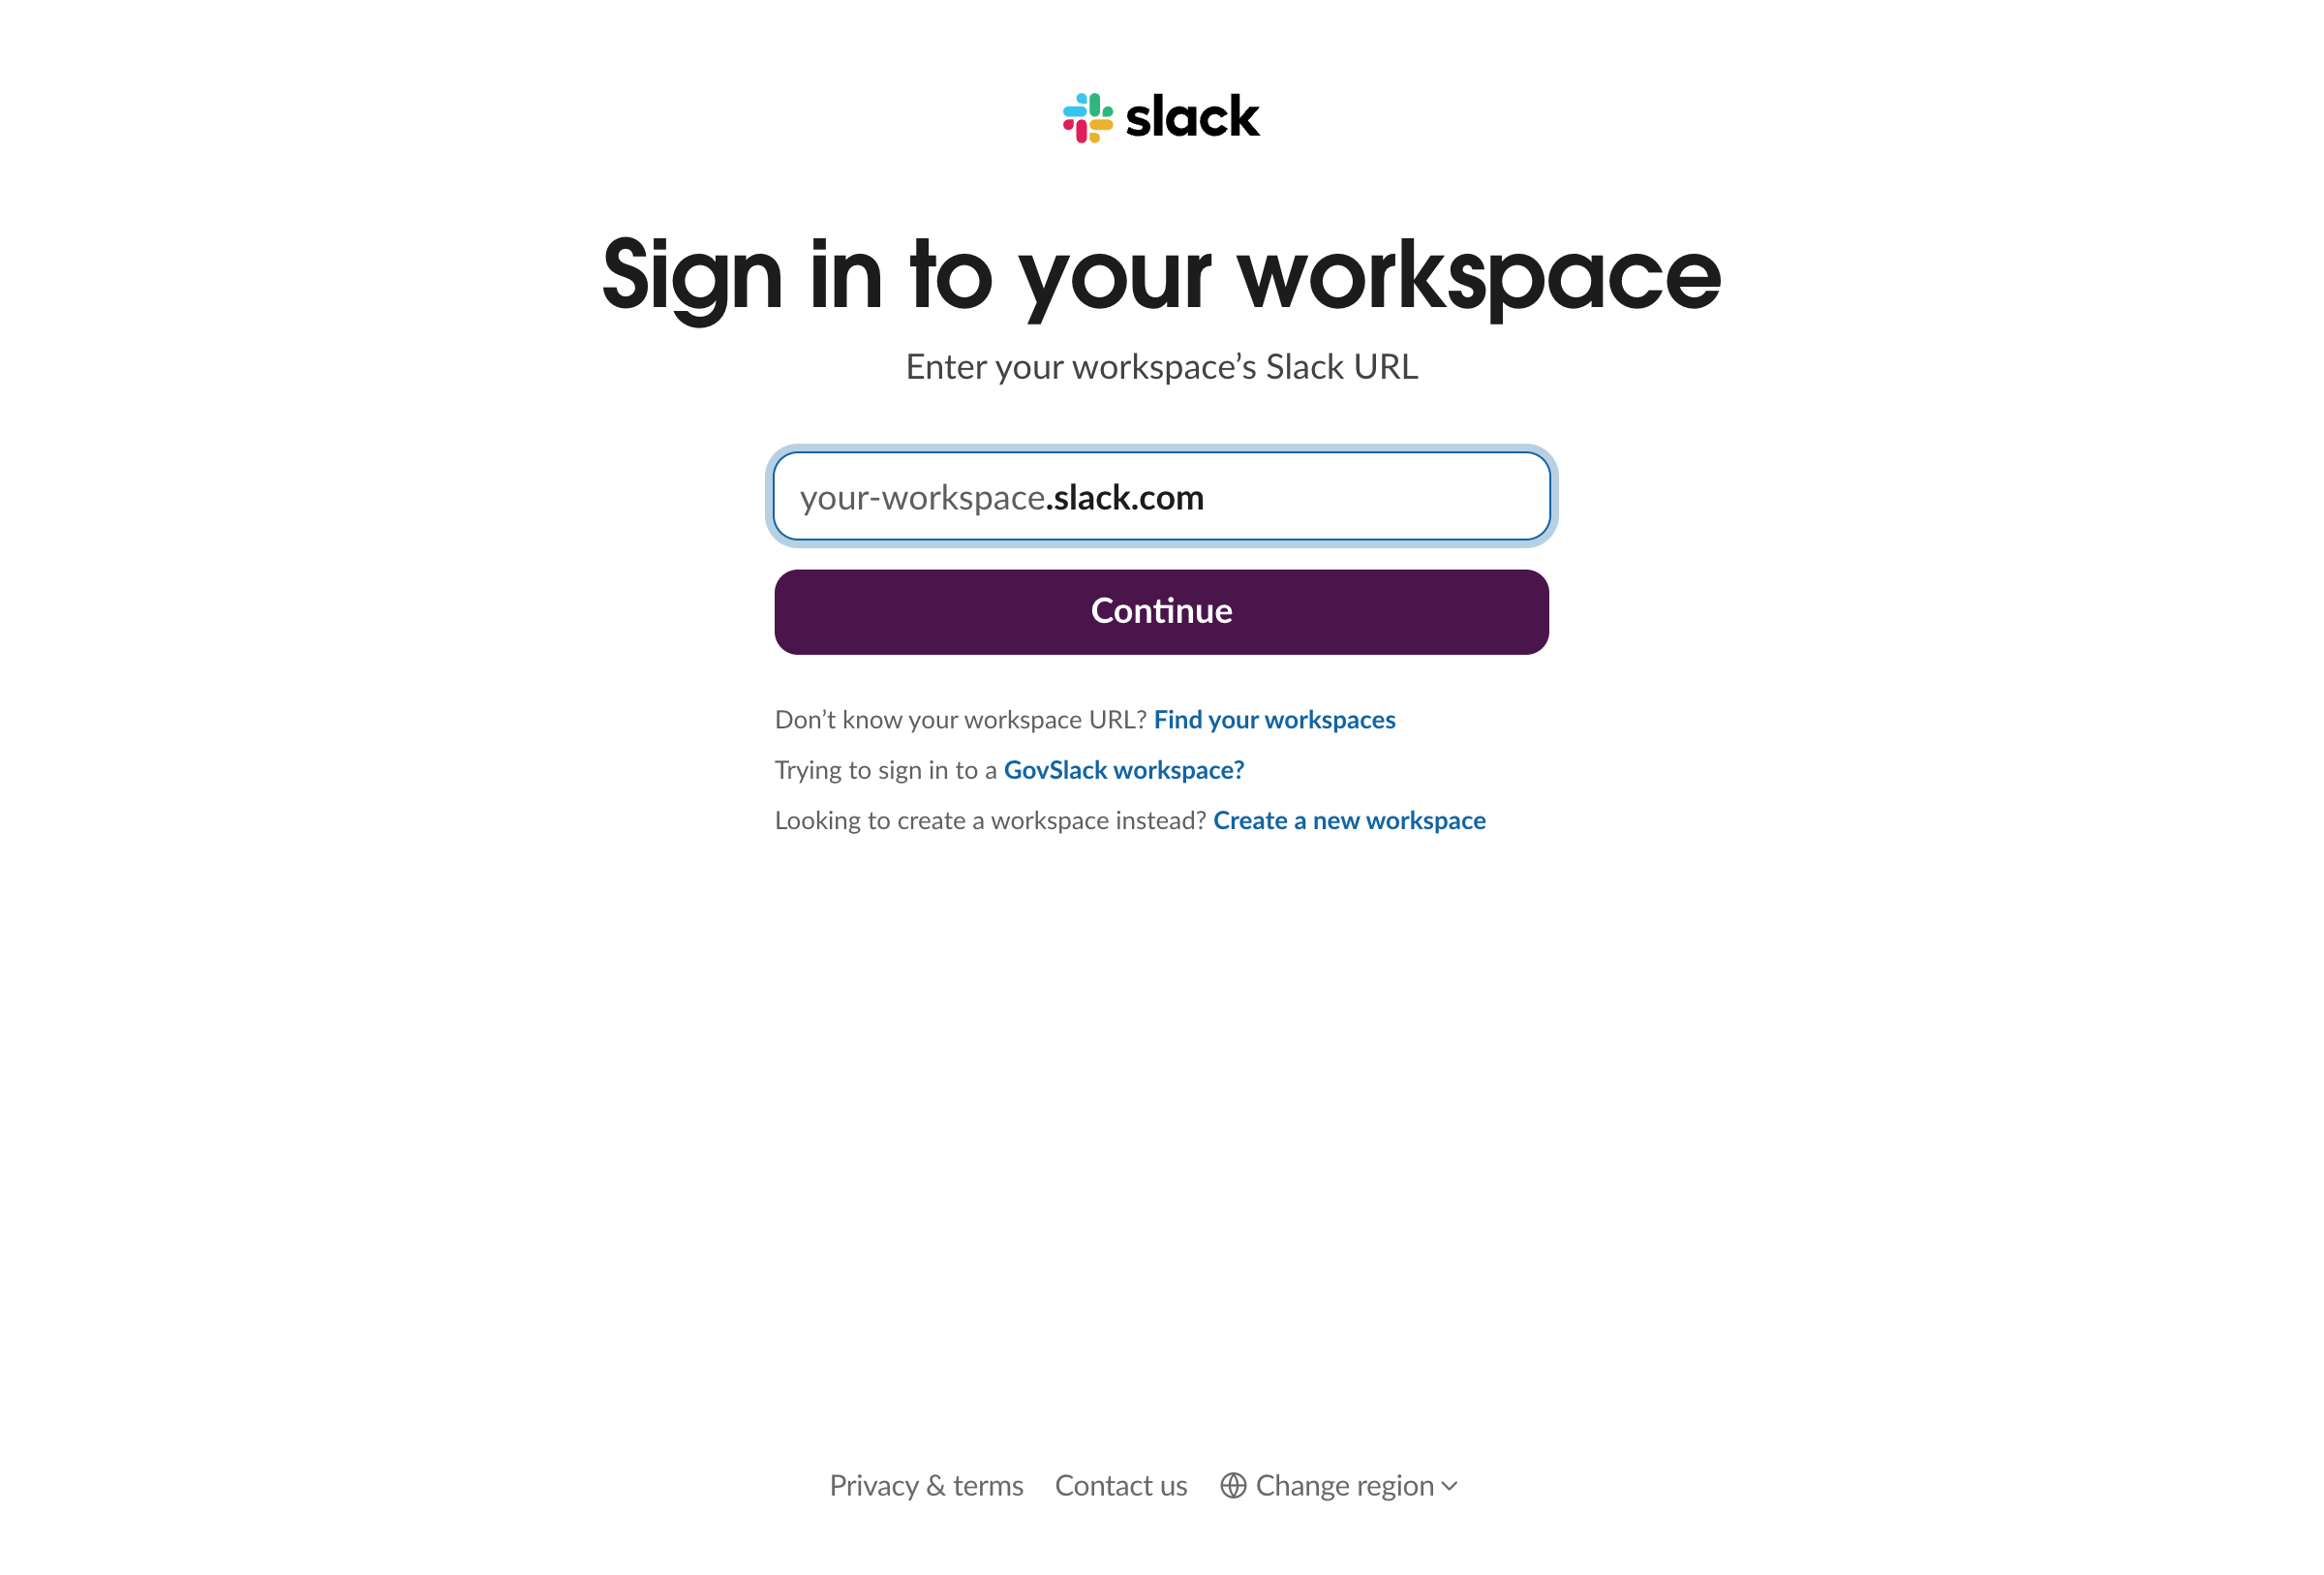 slack
Sign in to your workspace
Enter your workspace’s Slack URL
your-workspace.slack.com
Continue
Don’t know your workspace URL? Find your workspaces
Trying to sign in to a GovSlack workspace?
Looking to create a workspace instead? Create a new workspace
Privacy & terms Contact us Change region